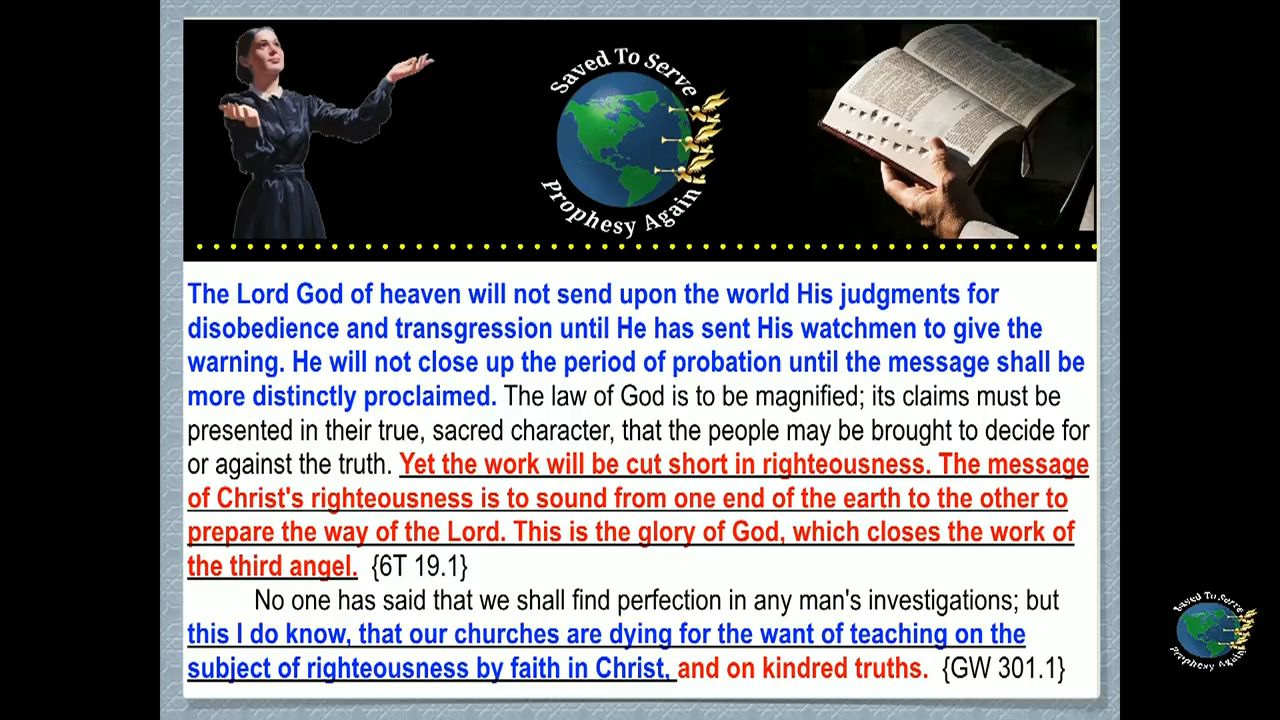 Saved To Serve
Prophesy Again
The Lord God of heaven will not send upon the world His judgments for
disobedience and transgression until He has sent His watchmen to give the
warning. He will not close up the period of probation until the message shall be
more distinctly proclaimed. The law of God is to be magnified; its claims must be
presented in their true, sacred character, that the people may be brought to decide for
or against the truth. Yet the work will be cut short in righteousness. The message
of Christ's righteousness is to sound from one end of the earth to the other to
prepare the way of the Lord. This is the glory of God, which closes the work of
the third angel. {6T 19.1}
No one has said that we shall find perfection in any man's investigations; but
this I do know, that our churches are dying for the want of teaching on the
subject of righteousness by faith in Christ, and on kindred truths. {GW 301.1}
Saved To Serve
Prophesy Again